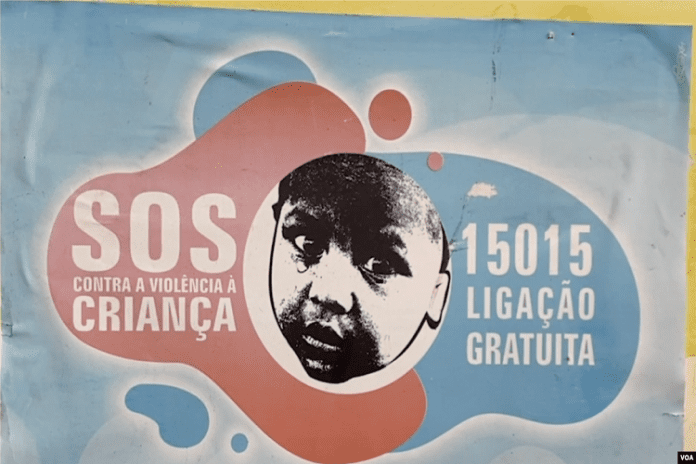 SOS
CONTRA A VIOLÊNCIA À
CRIANÇA
15015
LIGAÇÃO
GRATUITA
VOA